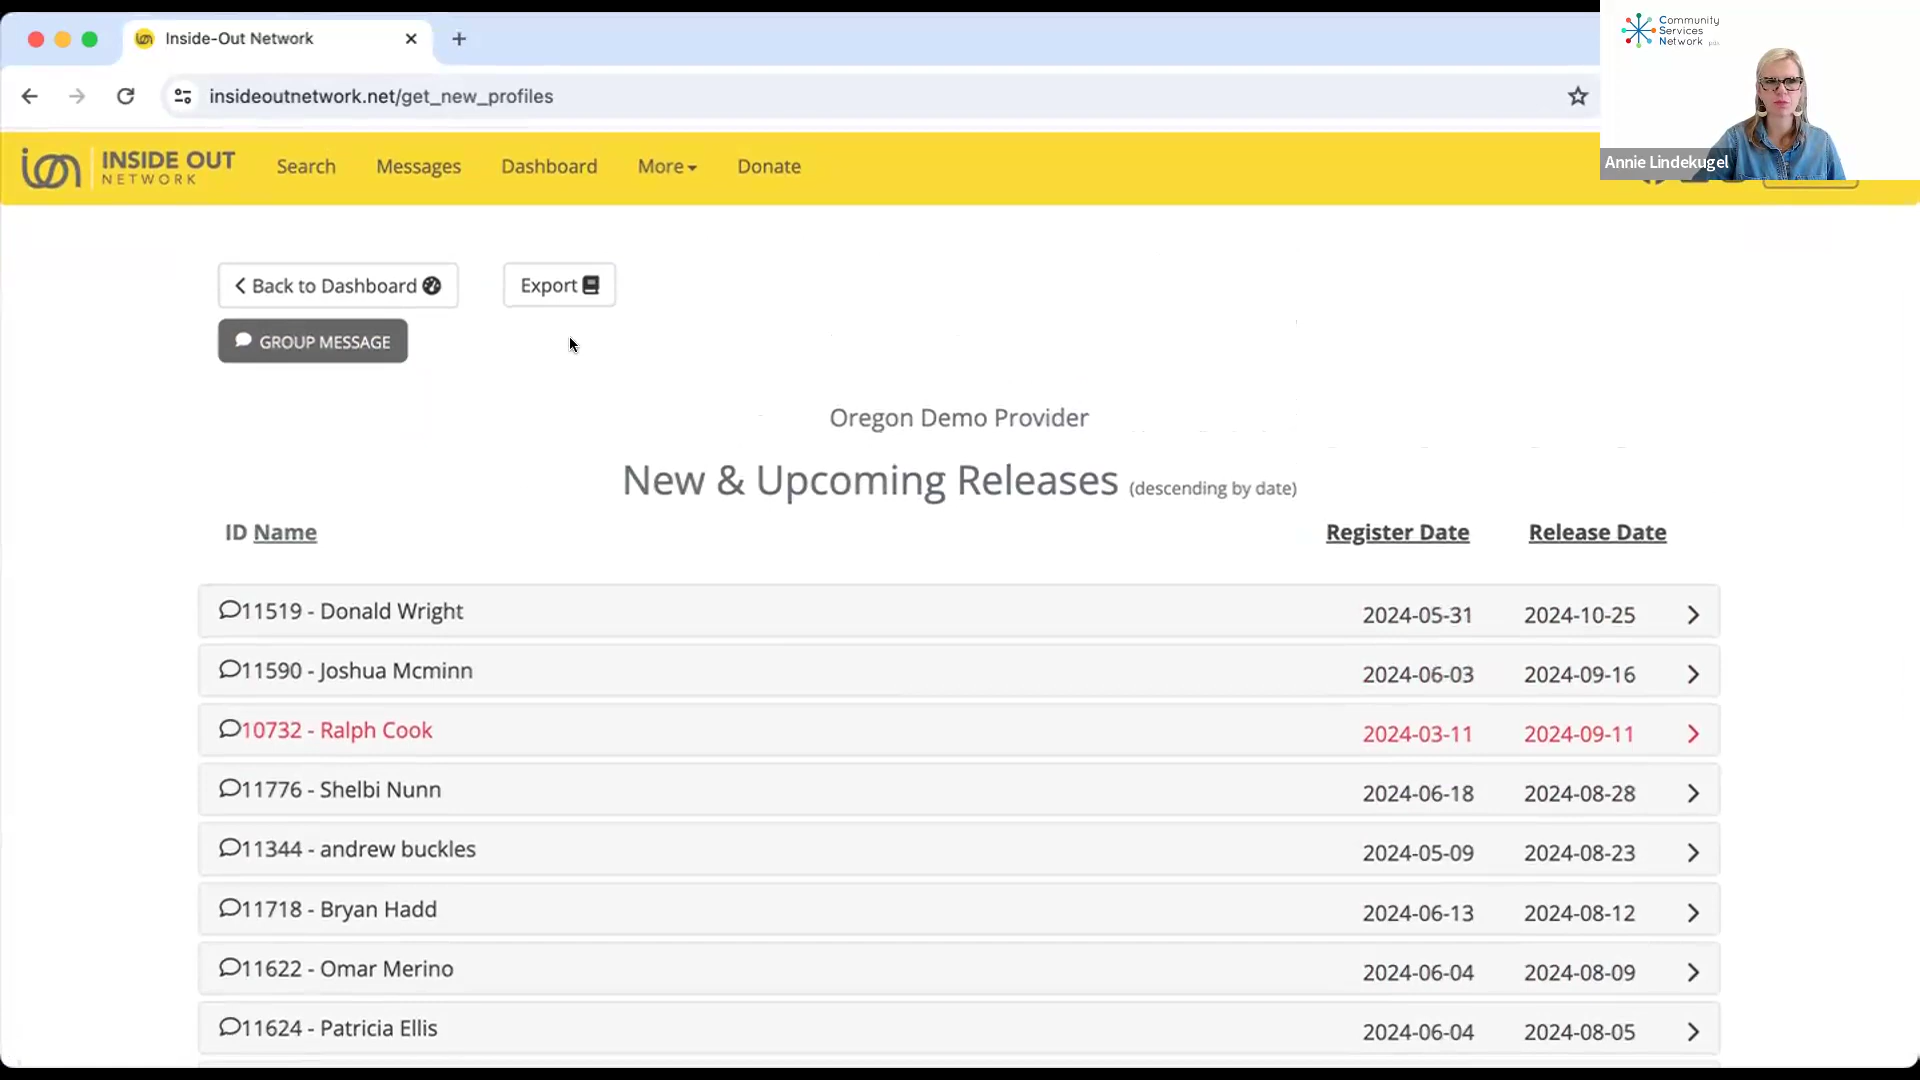 Inside-Out Network
insideoutnetwork.net/get_new_profiles
Community
Services
Network pbc
Annie Lindekugel
ion INSIDE OUT
NETWORK
Search Messages Dashboard More Donate
Back to Dashboard Export
GROUP MESSAGE
Oregon Demo Provider
New & Upcoming Releases (descending by date)
ID Name Register Date Release Date
11519 - Donald Wright 2024-05-31 2024-10-25
11590 - Joshua Mcminn 2024-06-03 2024-09-16
10732 - Ralph Cook 2024-03-11 2024-09-11
11776 - Shelbi Nunn 2024-06-18 2024-08-28
11344 - andrew buckles 2024-05-09 2024-08-23
11718 - Bryan Hadd 2024-06-13 2024-08-12
11622 - Omar Merino 2024-06-04 2024-08-09
11624 - Patricia Ellis 2024-06-04 2024-08-05